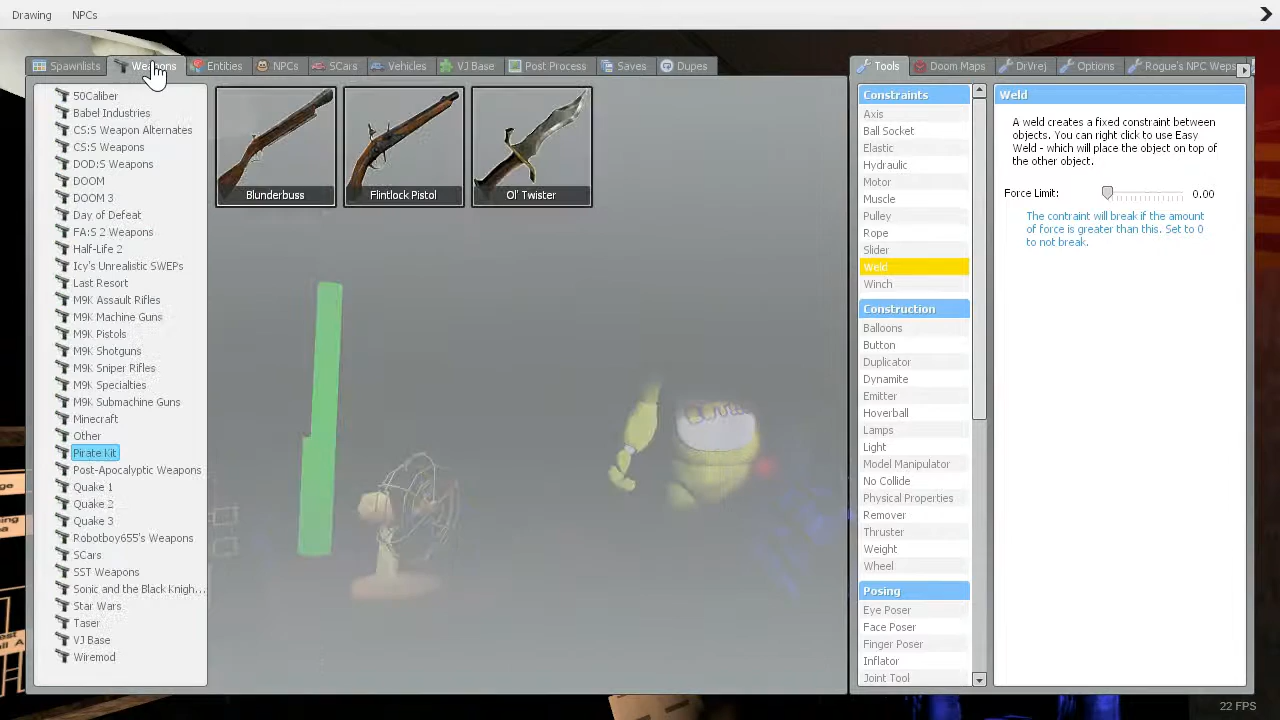 Drawing NPCs
Spawnlists Weapons Entities NPCs SCars Vehicles VJ Base Post Process Saves Dupes
Tools Doom Maps DrVrej Options Rogue's NPC Weps
50Caliber
Babel Industries
CS:S Weapon Alternates
CS:S Weapons
DOD:S Weapons
DOOM
DOOM 3
Day of Defeat
FA:S 2 Weapons
Half-Life 2
Icy's Unrealistic SWEPs
Last Resort
M9K Assault Rifles
M9K Machine Guns
M9K Pistols
M9K Shotguns
M9K Sniper Rifles
M9K Specialties
M9K Submachine Guns
Minecraft
Other
Pirate Kit
Post-Apocalyptic Weapons
Quake 1
Quake 2
Quake 3
Robotboy655's Weapons
SCars
SST Weapons
Sonic and the Black Knigh...
Star Wars
Taser
VJ Base
Wiremod
Blunderbuss
Flintlock Pistol
Ol' Twister
Constraints
Axis
Ball Socket
Elastic
Hydraulic
Motor
Muscle
Pulley
Rope
Slider
Weld
Winch
Construction
Balloons
Button
Duplicator
Dynamite
Emitter
Hoverball
Lamps
Light
Model Manipulator
No Collide
Physical Properties
Remover
Thruster
Weight
Wheel
Posing
Eye Poser
Face Poser
Finger Poser
Inflator
Joint Tool
Weld
A weld creates a fixed constraint between
objects. You can right click to use Easy
Weld - which will place the object on top of
the other object.
Force Limit: 0.00
The contraint will break if the amount
of force is greater than this. Set to 0
to not break.
22 FPS